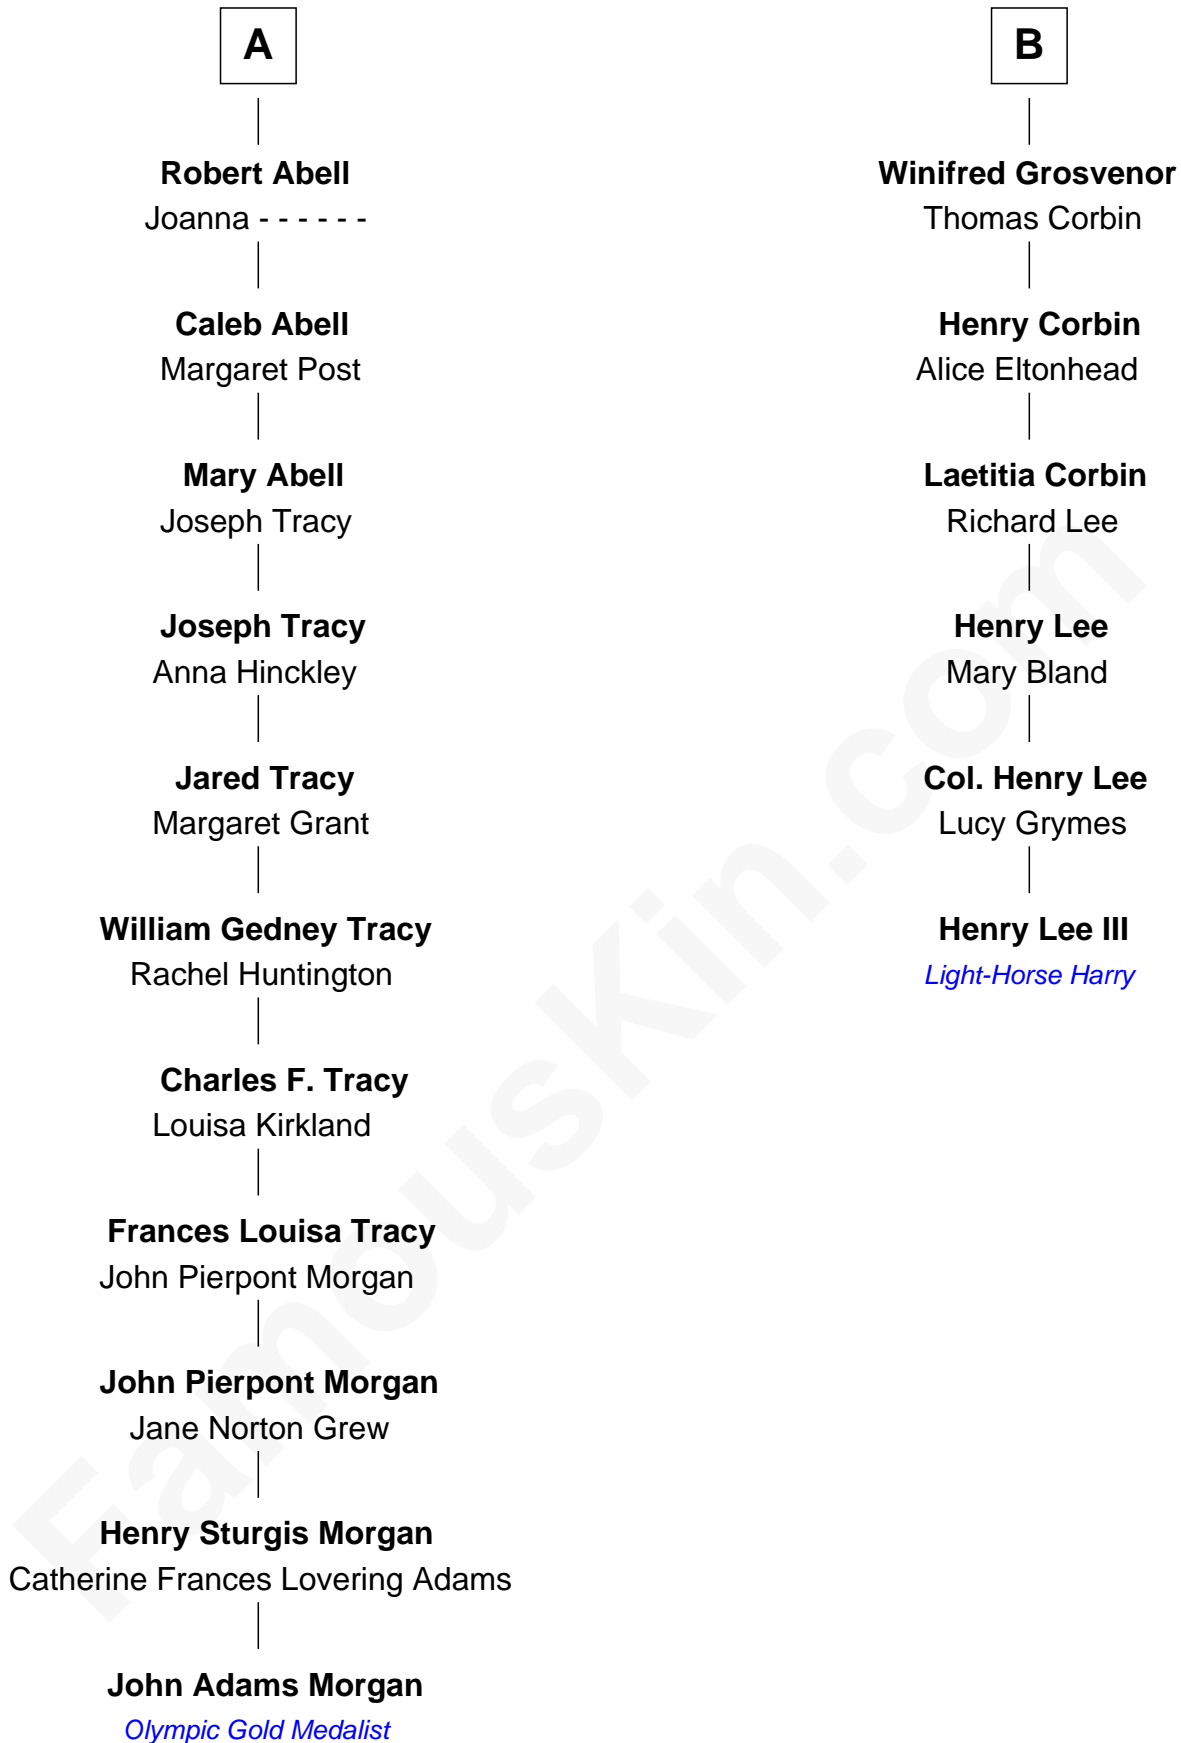 A
Robert Abell
Joanna - - - - - -
Caleb Abell
Margaret Post
Mary Abell
Joseph Tracy
Joseph Tracy
Anna Hinckley
Jared Tracy
Margaret Grant
William Gedney Tracy
Rachel Huntington
Charles F. Tracy
Louisa Kirkland
Frances Louisa Tracy
John Pierpont Morgan
John Pierpont Morgan
Jane Norton Grew
Henry Sturgis Morgan
Catherine Frances Lovering Adams
John Adams Morgan
Olympic Gold Medalist
B
Winifred Grosvenor
Thomas Corbin
Henry Corbin
Alice Eltonhead
Laetitia Corbin
Richard Lee
Henry Lee
Mary Bland
Col. Henry Lee
Lucy Grymes
Henry Lee III
Light-Horse Harry
FamousKin.com